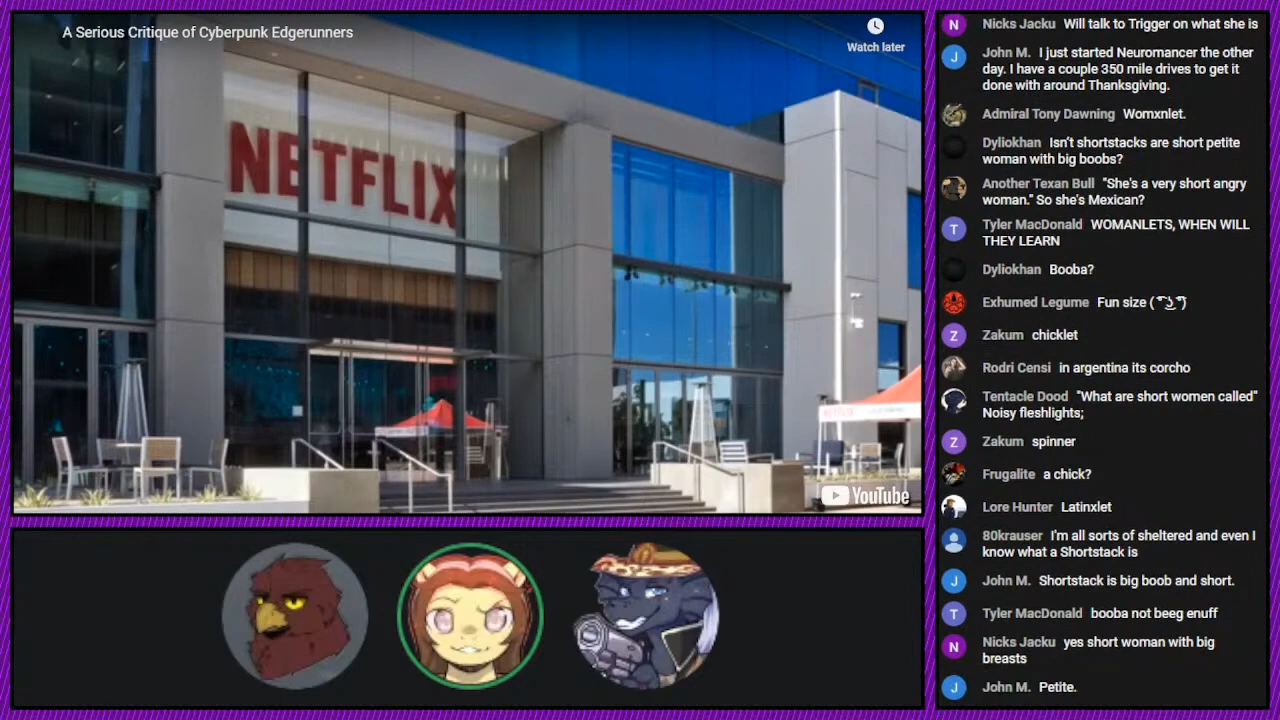 A Serious Critique of Cyberpunk Edgerunners
Watch later
NETFLIX
YouTube
Nicks Jacku Will talk to Trigger on what she is
John M. I just started Neuromancer the other
day. I have a couple 350 mile drives to get it
done with around Thanksgiving.
Admiral Tony Dawning Womxnlet.
Dyliokhan Isn't shortstacks are short petite
woman with big boobs?
Another Texan Bull "She's a very short angry
woman." So she's Mexican?
Tyler MacDonald WOMANLETS, WHEN WILL
THEY LEARN
Dyliokhan Booba?
Exhumed Legume Fun size ( ͡° ͜ʖ ͡°)
Zakum chicklet
Rodri Censi in argentina its corcho
Tentacle Dood "What are short women called"
Noisy fleshlights;
Zakum spinner
Frugalite a chick?
Lore Hunter Latinxlet
80krauser I'm all sorts of sheltered and even I
know what a Shortstack is
John M. Shortstack is big boob and short.
Tyler MacDonald booba not beeg enuff
Nicks Jacku yes short woman with big
breasts
John M. Petite.